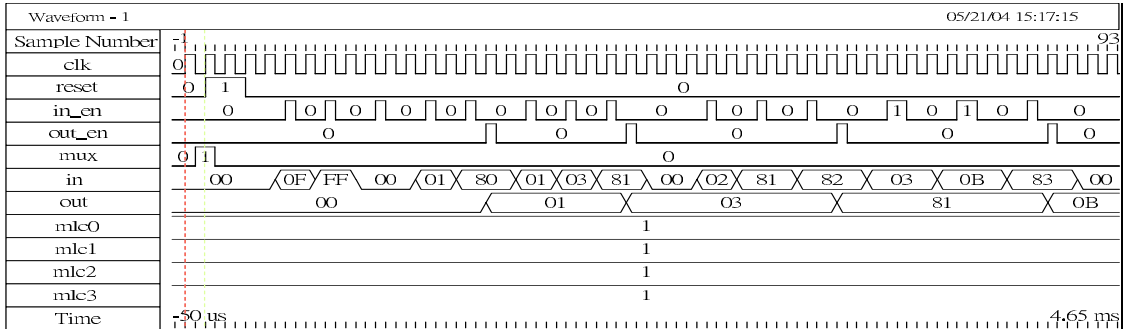 Waveform - 1 05/21/04 15:17:15
Sample Number -1 93
clk 0
reset 0 1 0
in_en 0 0 0 0 0 0 0 0 0 0 0 0 0 1 0 1 0 0
out_en 0 0 0 0 0
mux 0 1 0
in 00 0F FF 00 01 80 01 03 81 00 02 81 82 03 0B 83 00
out 00 01 03 81 0B
mlc0 1
mlc1 1
mlc2 1
mlc3 1
Time -50 us 4.65 ms